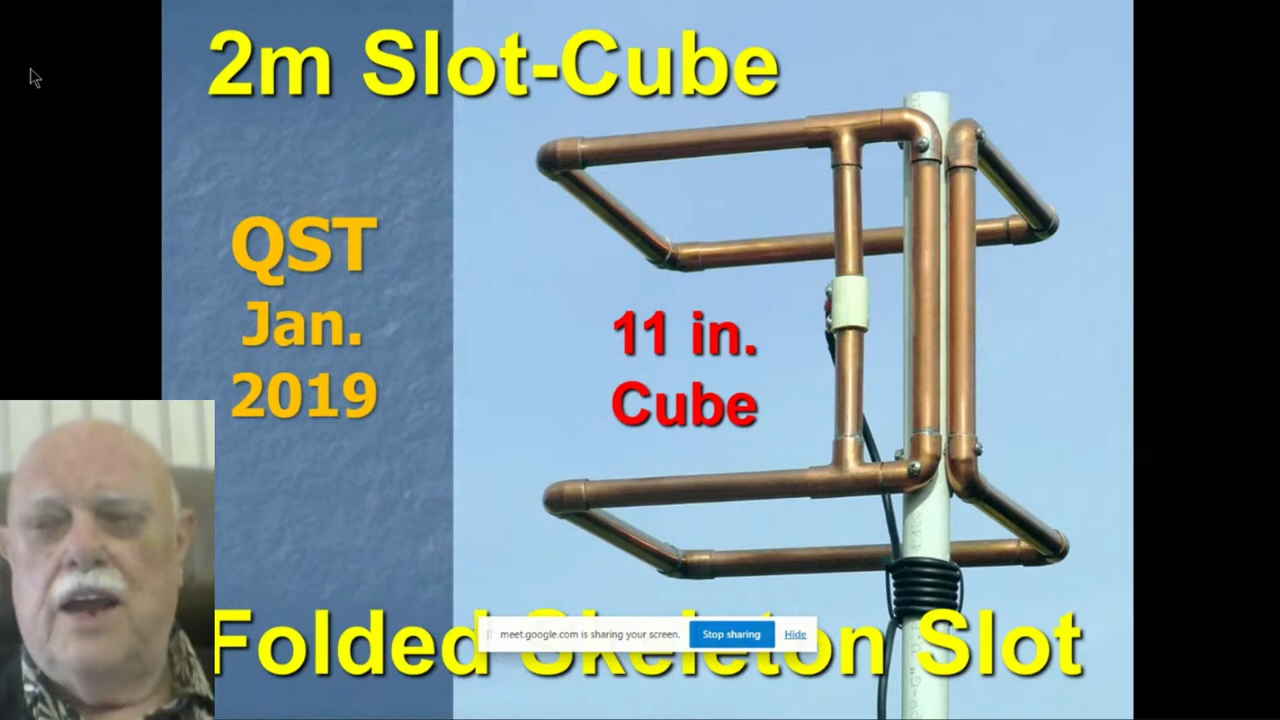 2m Slot-Cube
QST
Jan.
2019
11 in.
Cube
Folded Skeleton Slot
meet.google.com is sharing your screen.
Stop sharing
Hide